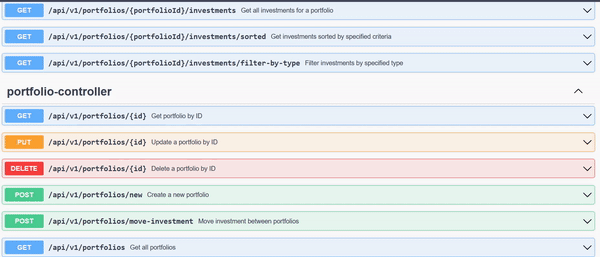 GET /api/v1/portfolios/{portfolioId}/investments Get all investments for a portfolio
GET /api/v1/portfolios/{portfolioId}/investments/sorted Get investments sorted by specified criteria
GET /api/v1/portfolios/{portfolioId}/investments/filter-by-type Filter investments by specified type
portfolio-controller
GET /api/v1/portfolios/{id} Get portfolio by ID
PUT /api/v1/portfolios/{id} Update a portfolio by ID
DELETE /api/v1/portfolios/{id} Delete a portfolio by ID
POST /api/v1/portfolios/new Create a new portfolio
POST /api/v1/portfolios/move-investment Move investment between portfolios
GET /api/v1/portfolios Get all portfolios